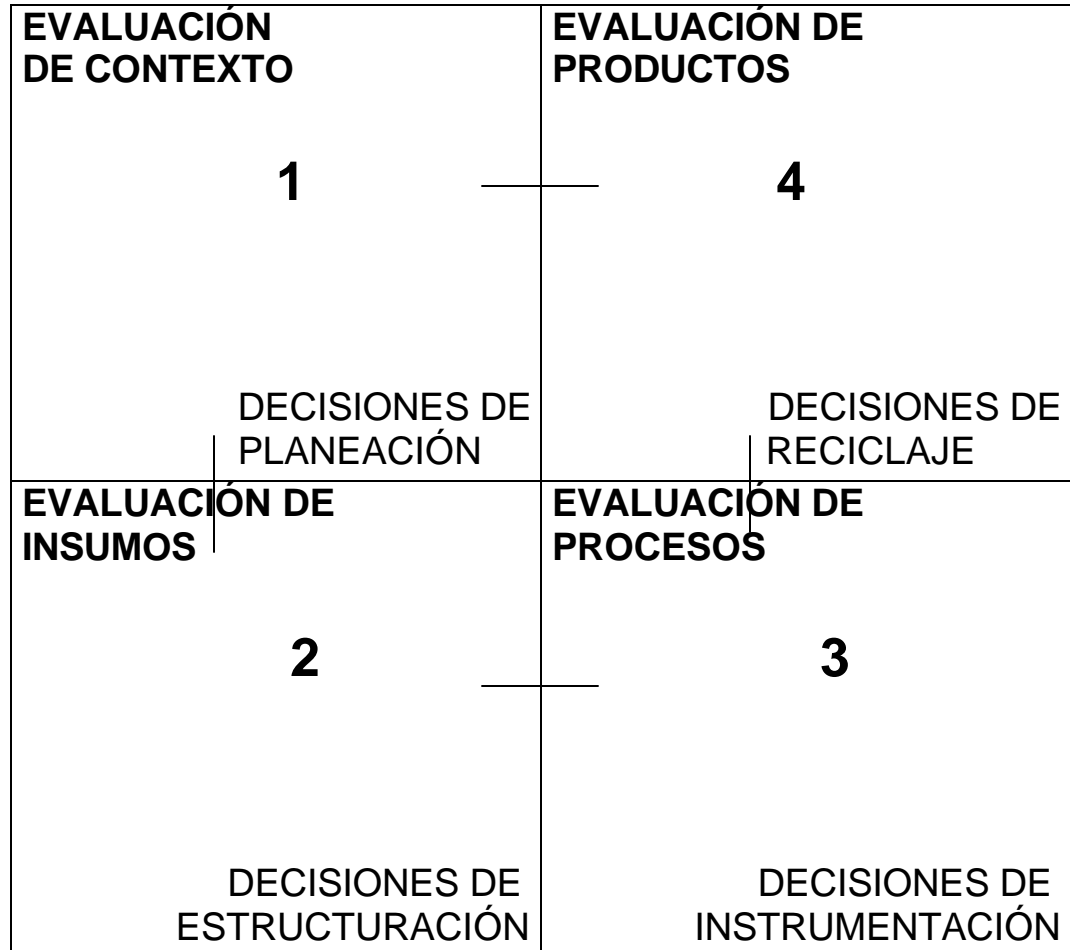 EVALUACIÓN
DE CONTEXTO
1
DECISIONES DE
PLANEACIÓN
EVALUACIÓN DE
PRODUCTOS
4
DECISIONES DE
RECICLAJE
EVALUACIÓN DE
INSUMOS
2
DECISIONES DE
ESTRUCTURACIÓN
EVALUACIÓN DE
PROCESOS
3
DECISIONES DE
INSTRUMENTACIÓN